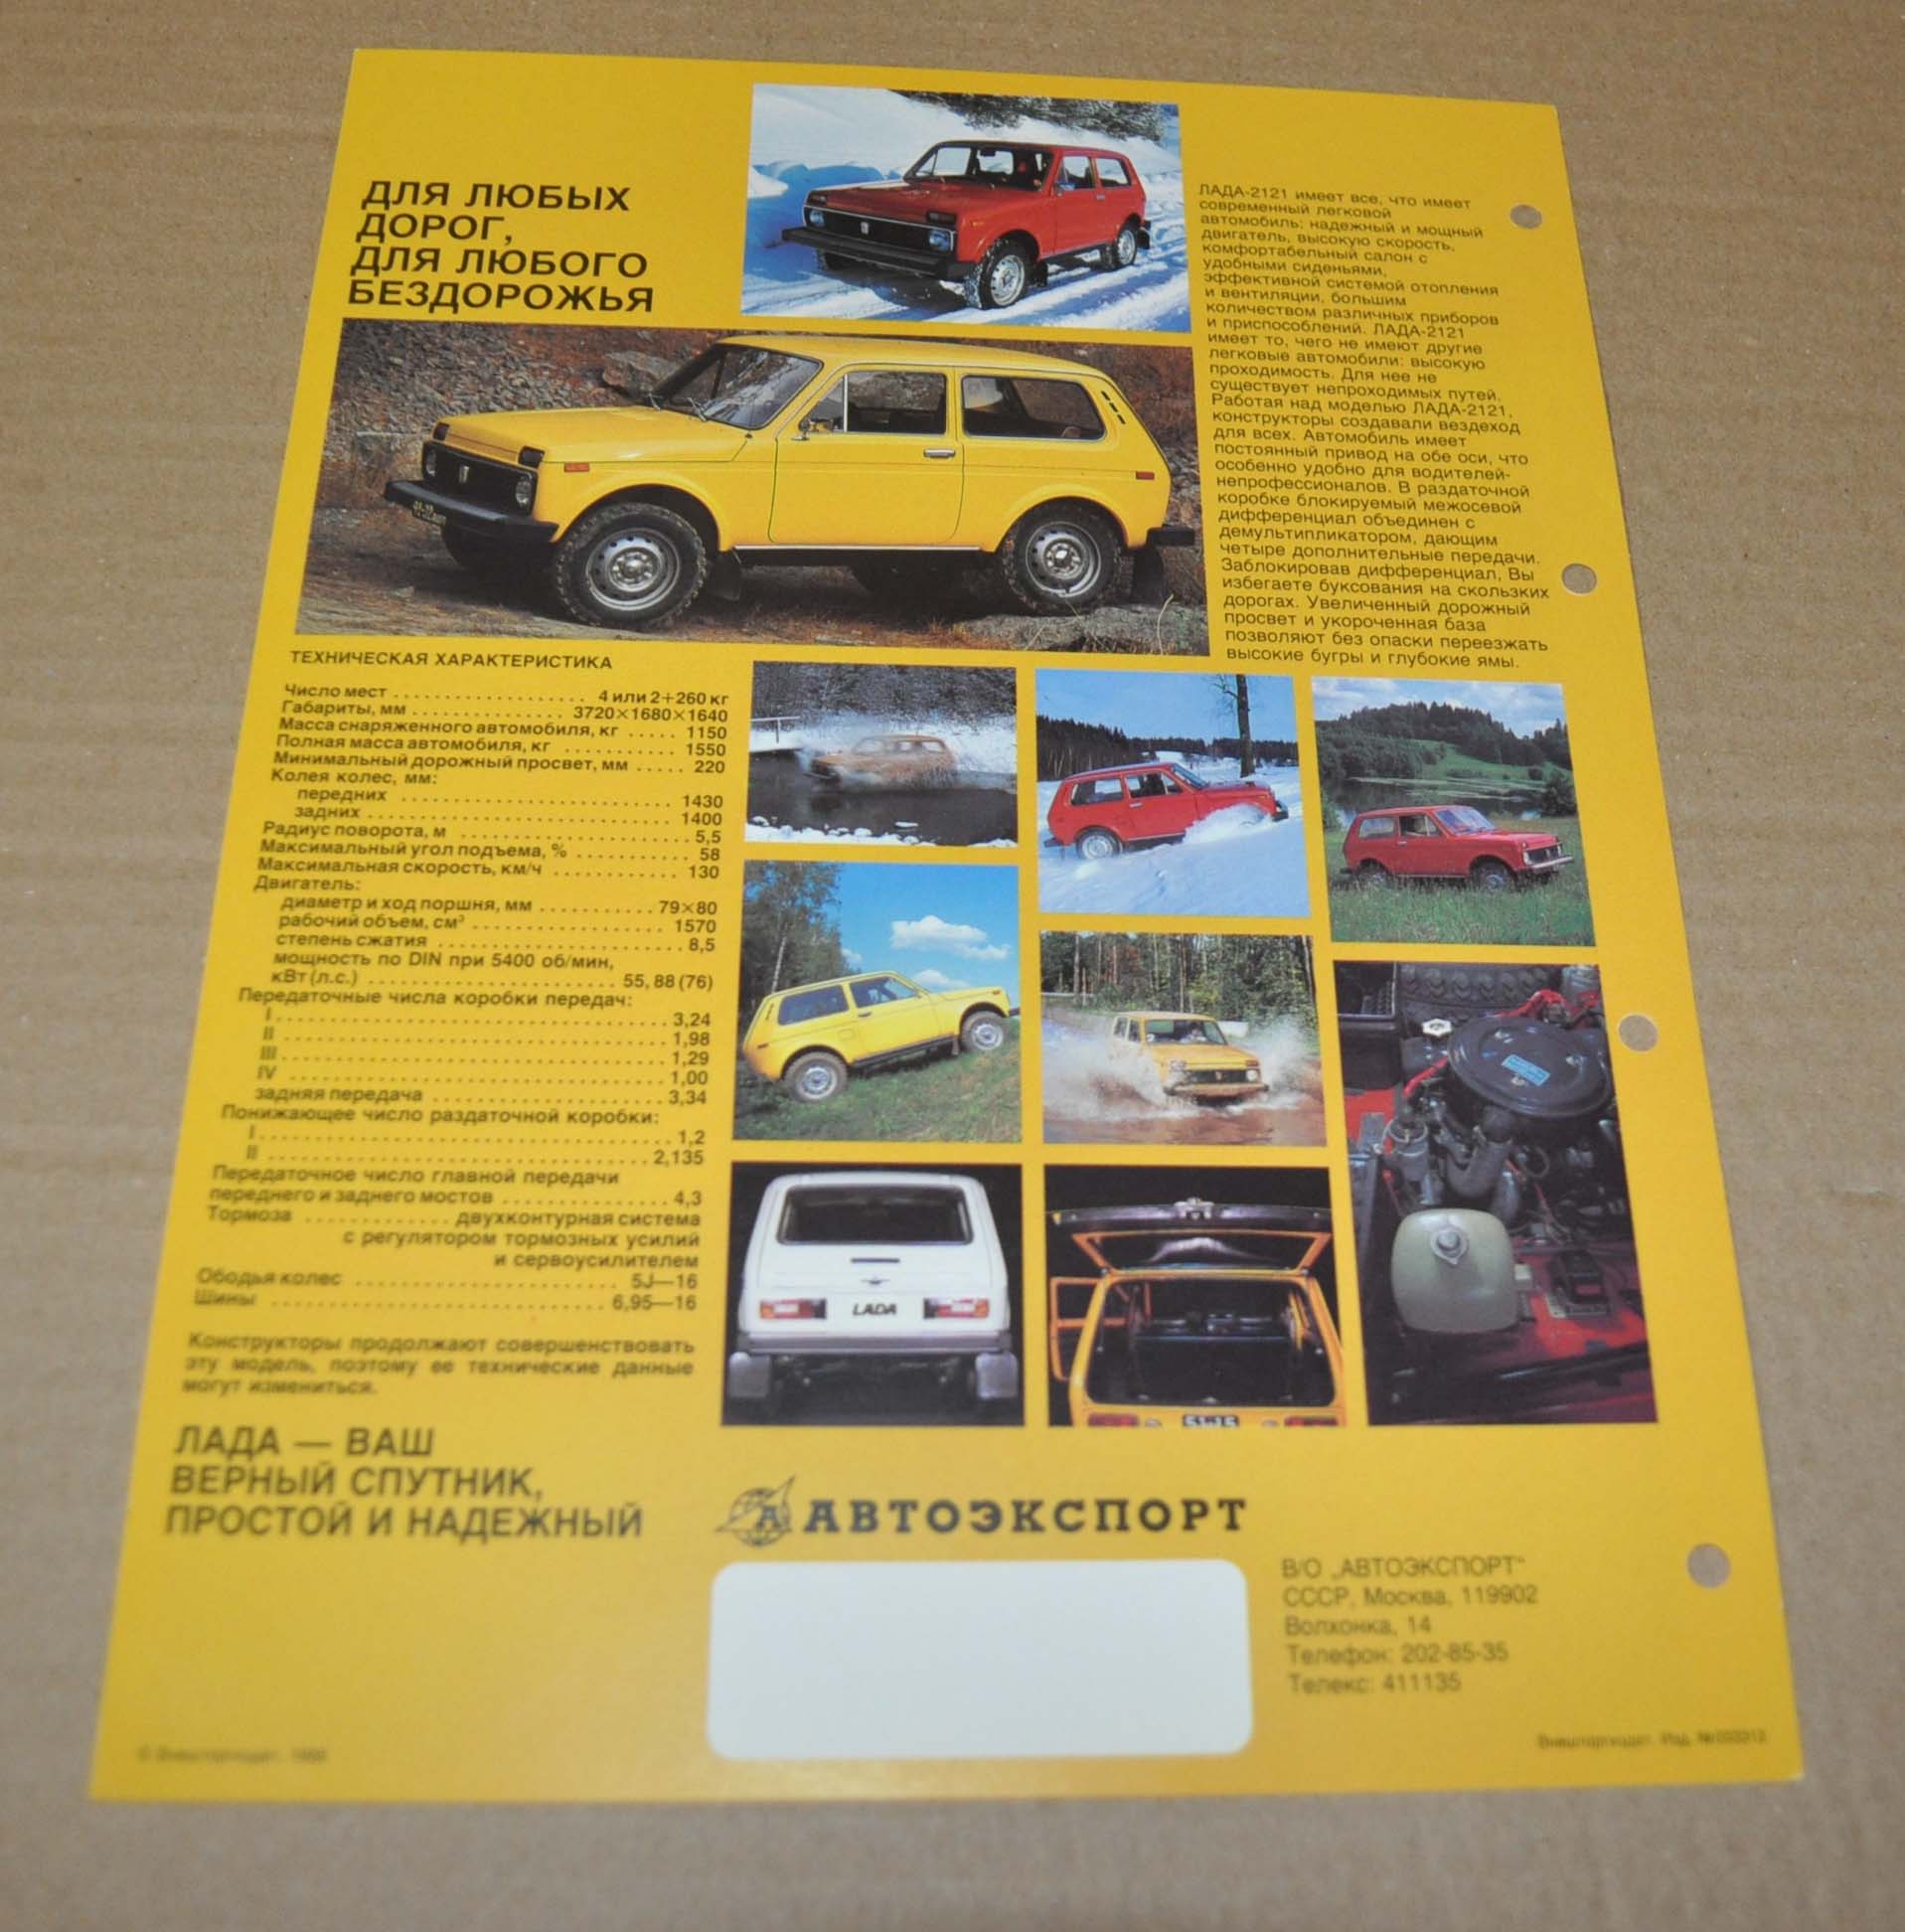 ДЛЯ ЛЮБЫХ
ДОРОГ,
ДЛЯ ЛЮБОГО
БЕЗДОРОЖЬЯ
ЛАДА-2121 имеет все, что имеет
современный легковой
автомобиль: надежный и мощный
двигатель, высокую скорость,
комфортабельный салон с
удобными сиденьями,
эффективной системой отопления
и вентиляции, большим
количеством различных приборов
и приспособлений. ЛАДА-2121
имеет то, чего не имеют другие
легковые автомобили: высокую
проходимость. Для нее не
существует непроходимых путей.
Работая над моделью ЛАДА-2121,
конструкторы создавали вездеход
для всех. Автомобиль имеет
постоянный привод на обе оси, что
особенно удобно для водителей-
непрофессионалов. В раздаточной
коробке блокируемый межосевой
дифференциал объединен с
демультипликатором, дающим
четыре дополнительные передачи.
Заблокировав дифференциал, Вы
избегаете буксования на скользких
дорогах. Увеличенный дорожный
просвет и укороченная база
позволяют без опаски переезжать
высокие бугры и глубокие ямы.
ТЕХНИЧЕСКАЯ ХАРАКТЕРИСТИКА
Число мест . . . . . . . . . . . . . . . . . . . 4 или 2+260 кг
Габариты, мм . . . . . . . . . . . . . . . 3720×1680×1640
Масса снаряженного автомобиля, кг . . . . . 1150
Полная масса автомобиля, кг . . . . . . . . . . . 1550
Минимальный дорожный просвет, мм . . . . . 220
Колея колес, мм:
передних . . . . . . . . . . . . . . . . . . . . . . . . . . . 1430
задних . . . . . . . . . . . . . . . . . . . . . . . . . . . . . 1400
Радиус поворота, м . . . . . . . . . . . . . . . . . . . . . . 5,5
Максимальный угол подъема, % . . . . . . . . . . . 58
Максимальная скорость, км/ч . . . . . . . . . . . . 130
Двигатель:
диаметр и ход поршня, мм . . . . . . . . . . . 79×80
рабочий объем, см³ . . . . . . . . . . . . . . . . . . 1570
степень сжатия . . . . . . . . . . . . . . . . . . . . . . . 8,5
мощность по DIN при 5400 об/мин,
кВт (л.с.) . . . . . . . . . . . . . . . . . . . . . . . 55, 88 (76)
Передаточные числа коробки передач:
I . . . . . . . . . . . . . . . . . . . . . . . . . . . . . . . . . . . . 3,24
II . . . . . . . . . . . . . . . . . . . . . . . . . . . . . . . . . . . 1,98
III . . . . . . . . . . . . . . . . . . . . . . . . . . . . . . . . . . . 1,29
IV . . . . . . . . . . . . . . . . . . . . . . . . . . . . . . . . . . 1,00
задняя передача . . . . . . . . . . . . . . . . . . . . . 3,34
Понижающее число раздаточной коробки:
I . . . . . . . . . . . . . . . . . . . . . . . . . . . . . . . . . . . . . 1,2
II . . . . . . . . . . . . . . . . . . . . . . . . . . . . . . . . . . 2,135
Передаточное число главной передачи
переднего и заднего мостов . . . . . . . . . . . . . . 4,3
Тормоза . . . . . . . . . . . . . двухконтурная система
с регулятором тормозных усилий
и сервоусилителем
Ободья колес . . . . . . . . . . . . . . . . . . . . . . . 5J—16
Шины . . . . . . . . . . . . . . . . . . . . . . . . . . . . . 6,95—16
Конструкторы продолжают совершенствовать
эту модель, поэтому ее технические данные
могут измениться.
LADA
51-15
ЛАДА — ВАШ
ВЕРНЫЙ СПУТНИК,
ПРОСТОЙ И НАДЕЖНЫЙ
А АВТОЭКСПОРТ
В/О „АВТОЭКСПОРТ“
СССР, Москва, 119902
Волхонка, 14
Телефон: 202-85-35
Телекс: 411135
© Внешторгиздат,
Внешторгиздат. Изд. №